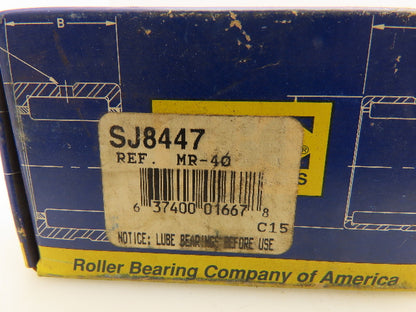 B
SJ8447
REF. MR-40
®
S
6 37400 01667 8
C15
NOTICE: LUBE BEARINGS BEFORE USE
Roller Bearing Company of America